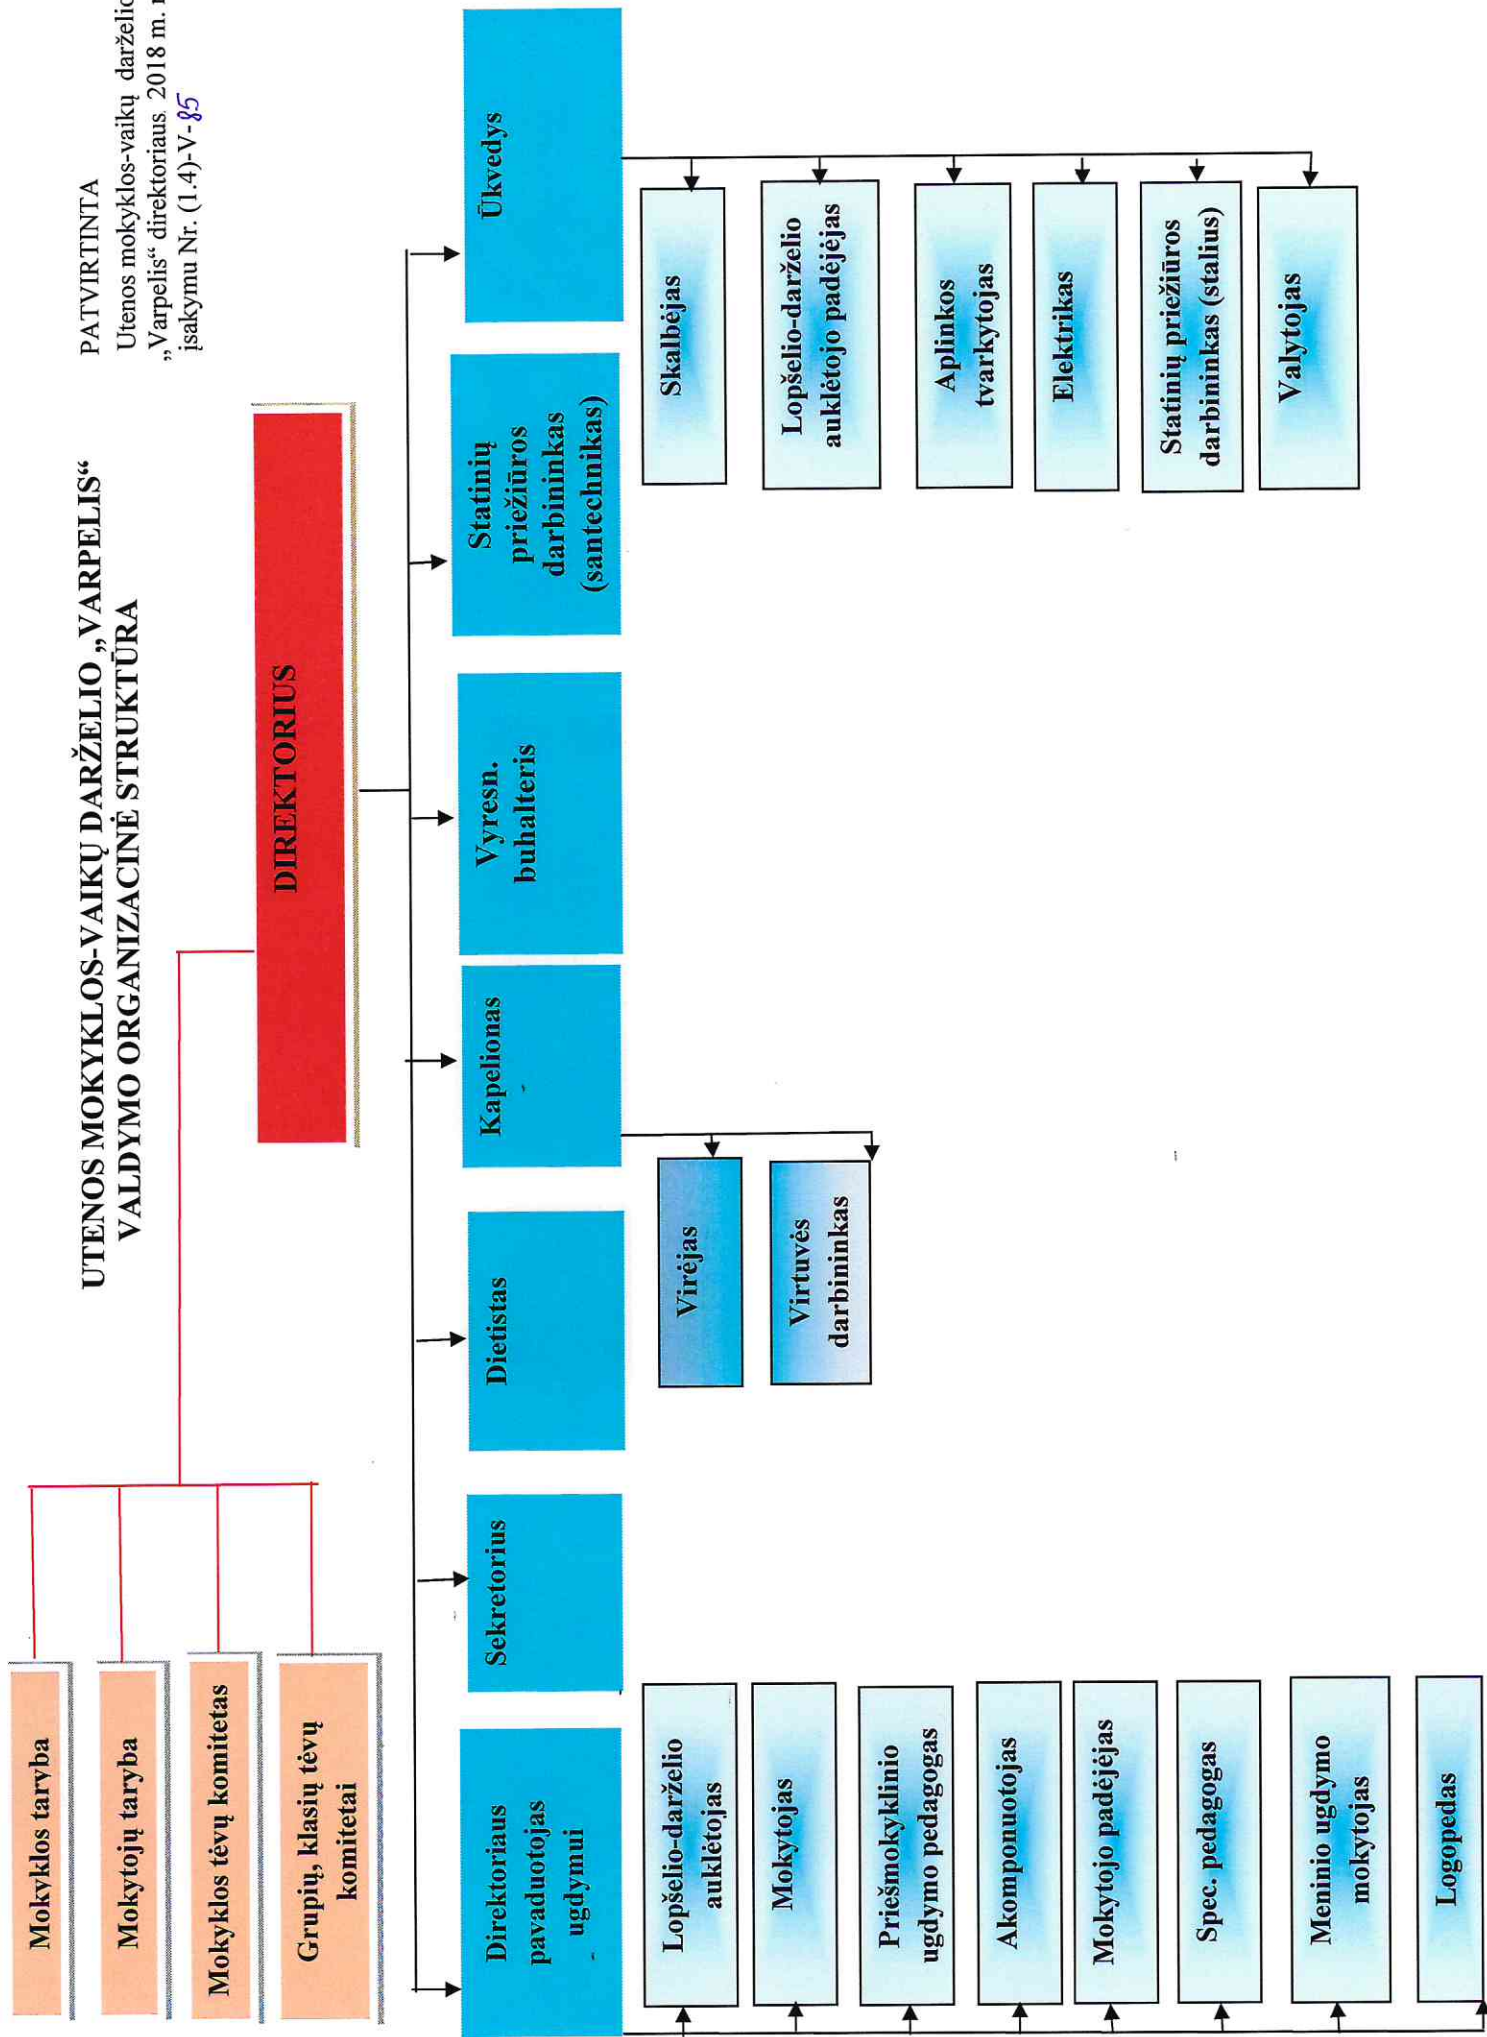 PATVIRTINTA
Utenos mokyklos-vaikų darželio
„Varpelis“ direktoriaus 2018 m.
įsakymu Nr. (1.4)-V-85
UTENOS MOKYKLOS-VAIKŲ DARŽELIO „VARPELIS“
VALDYMO ORGANIZACINĖ STRUKTŪRA
Mokyklos taryba
Mokytojų taryba
Mokyklos tėvų komitetas
Grupių, klasių tėvų
komitetai
DIREKTORIUS
Direktoriaus
pavaduotojas
ugdymui
Sekretorius
Dietistas
Kapelionas
Vyresn.
buhalteris
Statinių
priežiūros
darbininkas
(santechnikas)
Ūkvedys
Lopšelio-darželio
auklėtojas
Mokytojas
Priešmokyklinio
ugdymo pedagogas
Akomponuotojas
Mokytojo padėjėjas
Spec. pedagogas
Meninio ugdymo
mokytojas
Logopedas
Virėjas
Virtuvės
darbininkas
Skalbėjas
Lopšelio-darželio
auklėtojo padėjėjas
Aplinkos
tvarkytojas
Elektrikas
Statinių priežiūros
darbininkas (stalius)
Valytojas